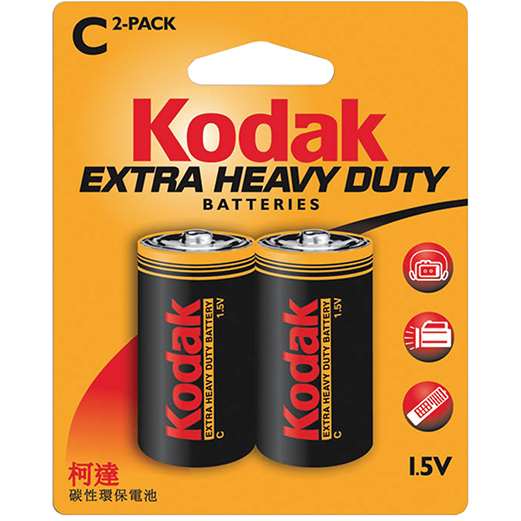 C 2-PACK
Kodak
EXTRA HEAVY DUTY
BATTERIES
Kodak
EXTRA HEAVY DUTY BATTERY
C
1.5V
Kodak
EXTRA HEAVY DUTY BATTERY
C
1.5V
柯達
碳性環保電池
1.5V